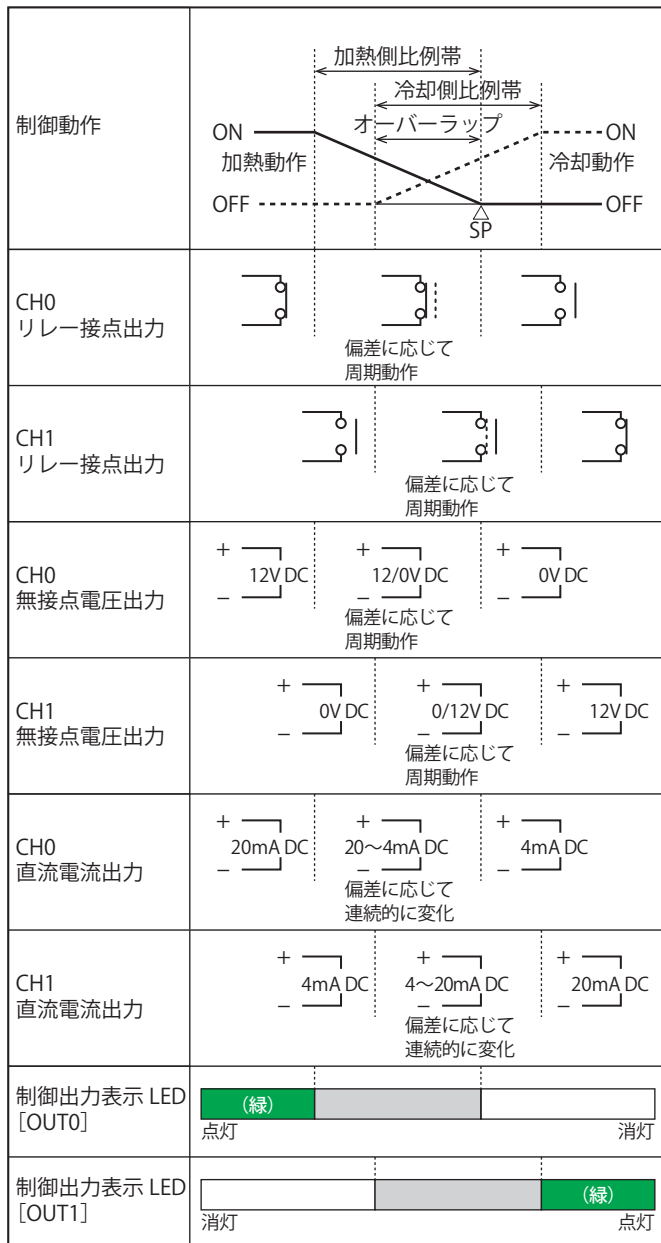 制御動作
加熱側比例帯
冷却側比例帯
オーバーラップ
ON
ON
加熱動作
冷却動作
OFF
OFF
SP
CH0
リレー接点出力
偏差に応じて
周期動作
CH1
リレー接点出力
偏差に応じて
周期動作
CH0
無接点電圧出力
+ + +
12V DC 12/0V DC 0V DC
− − −
偏差に応じて
周期動作
CH1
無接点電圧出力
+ + +
0V DC 0/12V DC 12V DC
− − −
偏差に応じて
周期動作
CH0
直流電流出力
+ + +
20mA DC 20～4mA DC 4mA DC
− − −
偏差に応じて
連続的に変化
CH1
直流電流出力
+ + +
4mA DC 4～20mA DC 20mA DC
− − −
偏差に応じて
連続的に変化
制御出力表示 LED
［OUT0］
（緑）
点灯 消灯
制御出力表示 LED
［OUT1］
（緑）
消灯 点灯